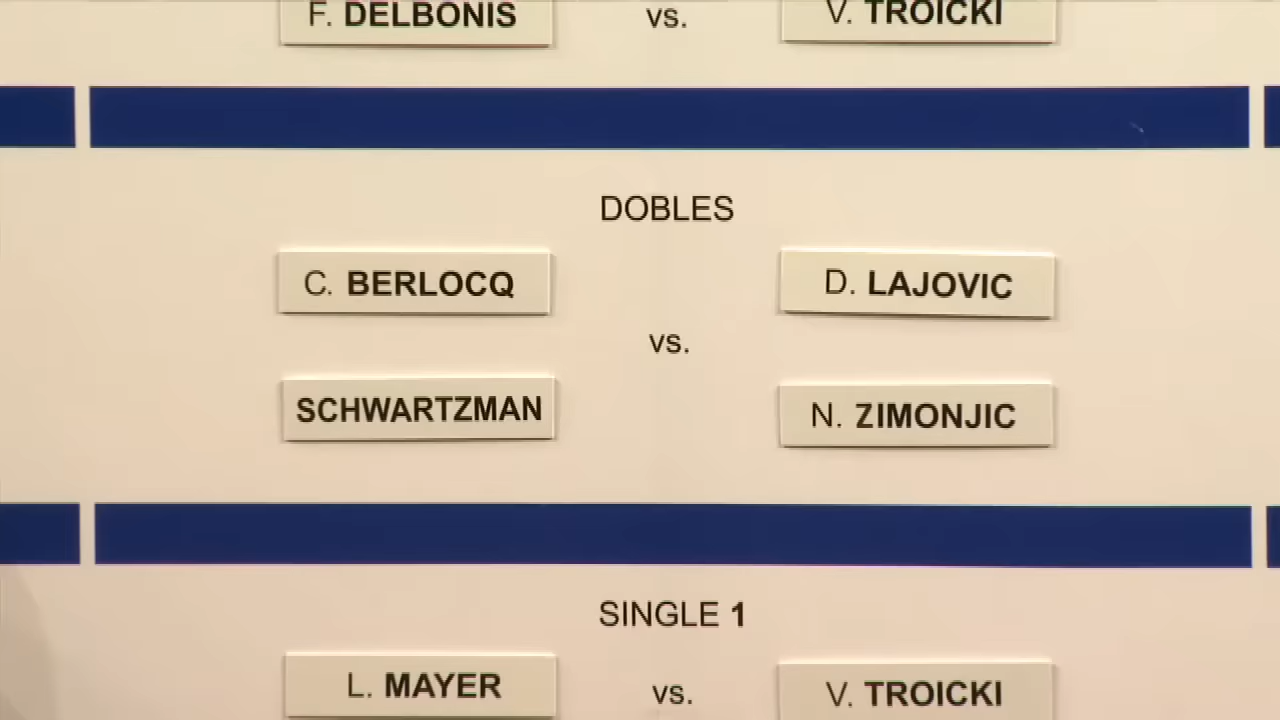 F. DELBONIS vs. V. TROICKI
DOBLES
C. BERLOCQ D. LAJOVIC
vs.
SCHWARTZMAN N. ZIMONJIC
SINGLE 1
L. MAYER vs. V. TROICKI